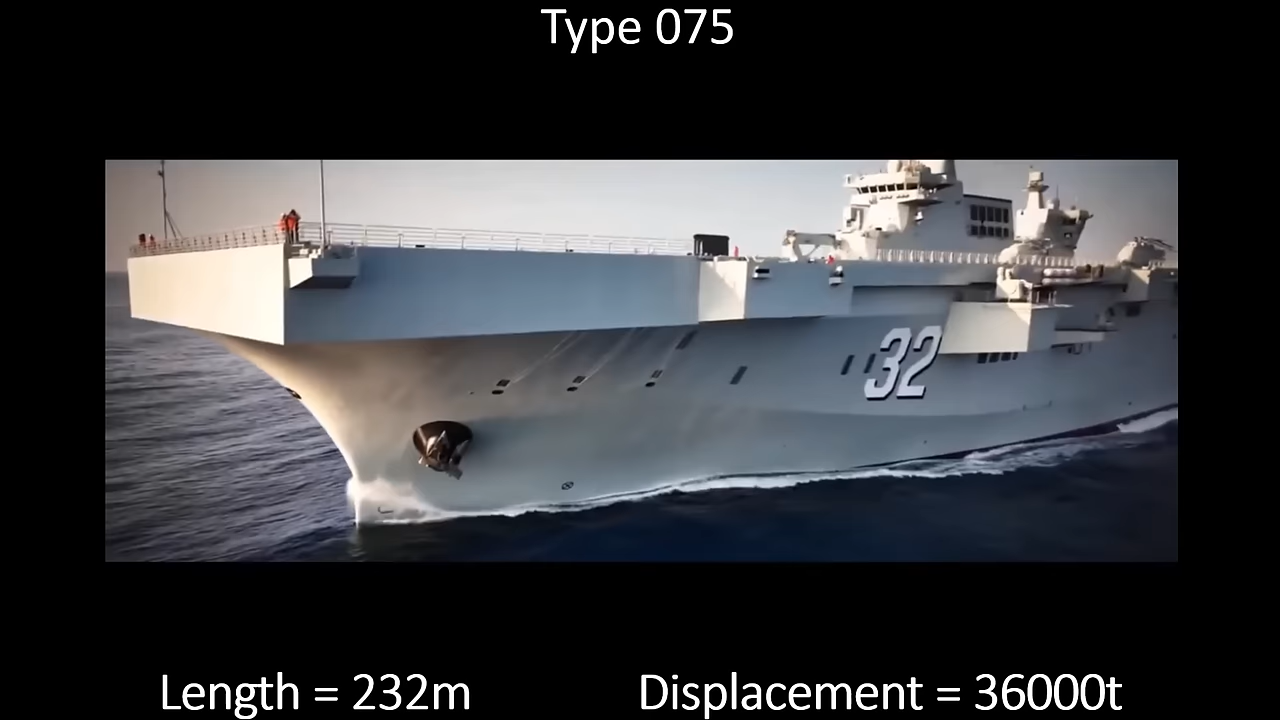 Type 075
32
Length = 232m
Displacement = 36000t